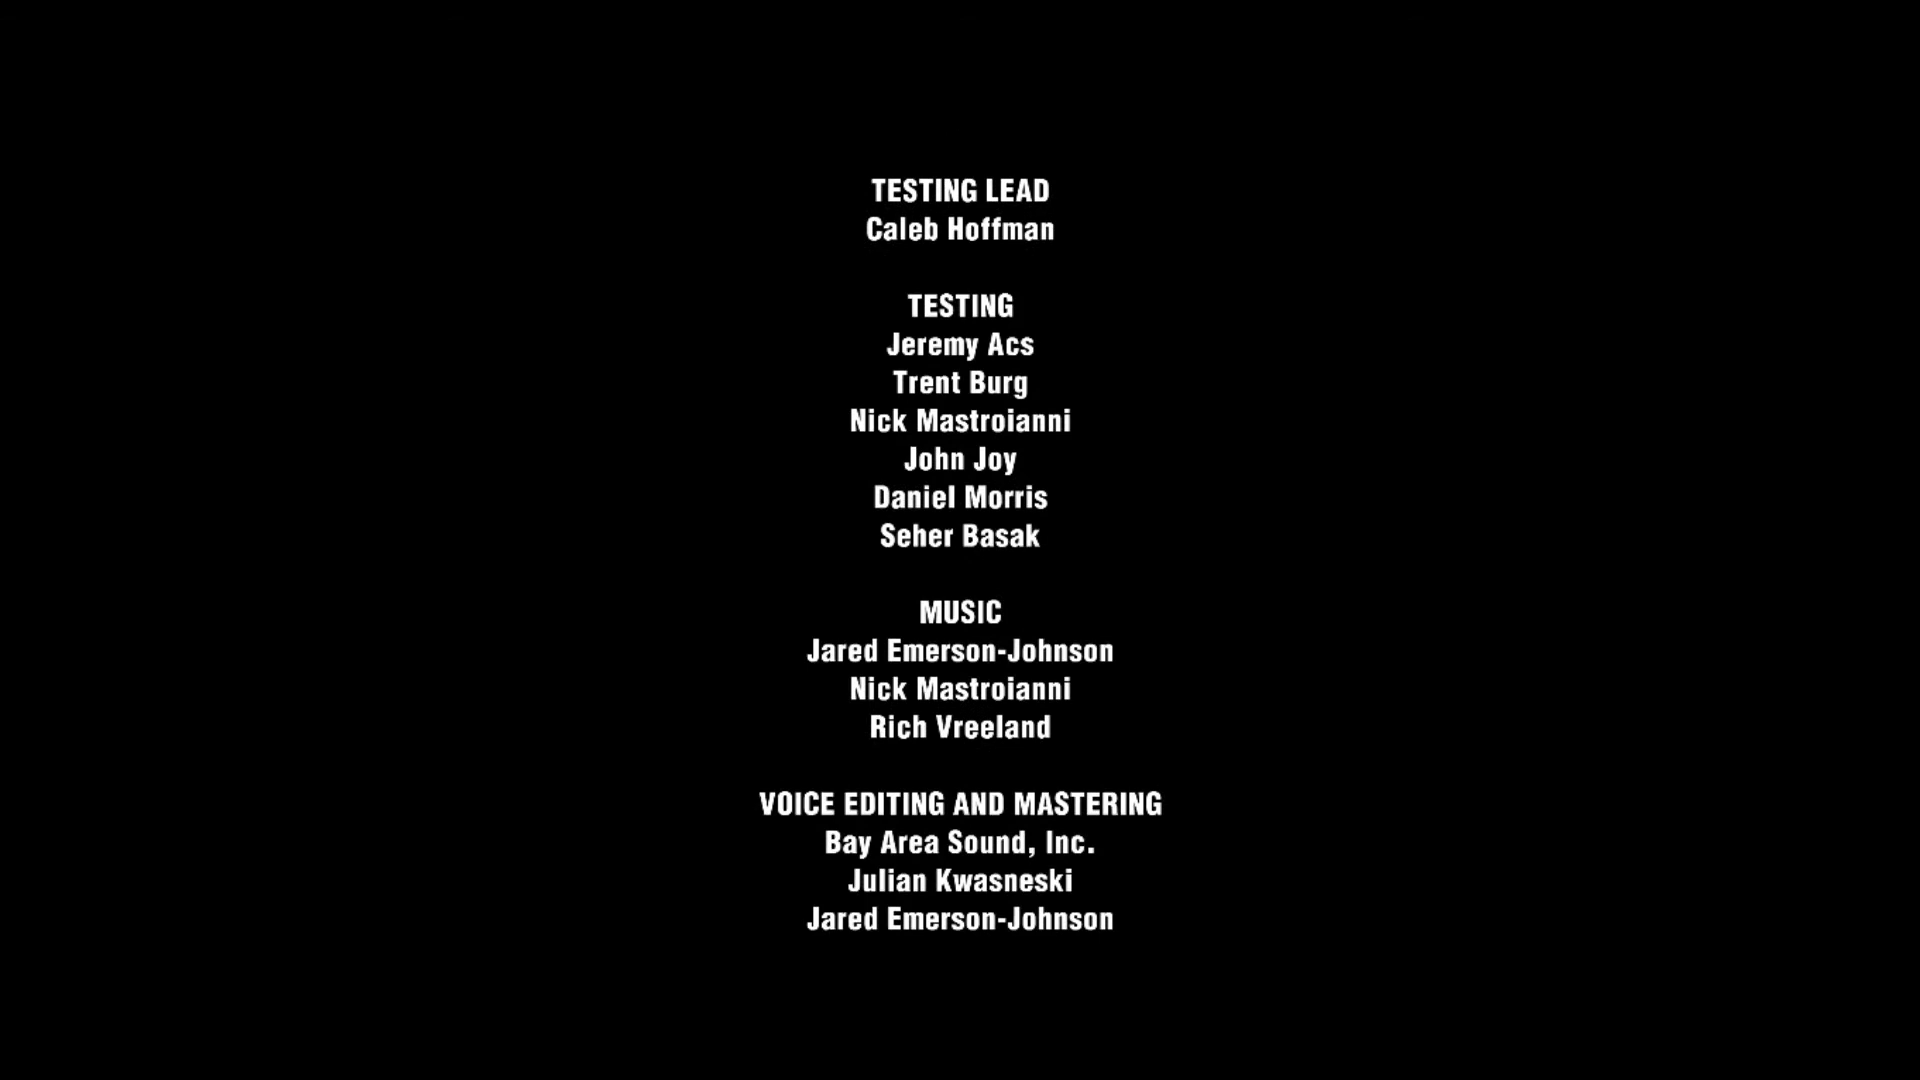 TESTING LEAD
Caleb Hoffman
TESTING
Jeremy Acs
Trent Burg
Nick Mastroianni
John Joy
Daniel Morris
Seher Basak
MUSIC
Jared Emerson-Johnson
Nick Mastroianni
Rich Vreeland
VOICE EDITING AND MASTERING
Bay Area Sound, Inc.
Julian Kwasneski
Jared Emerson-Johnson